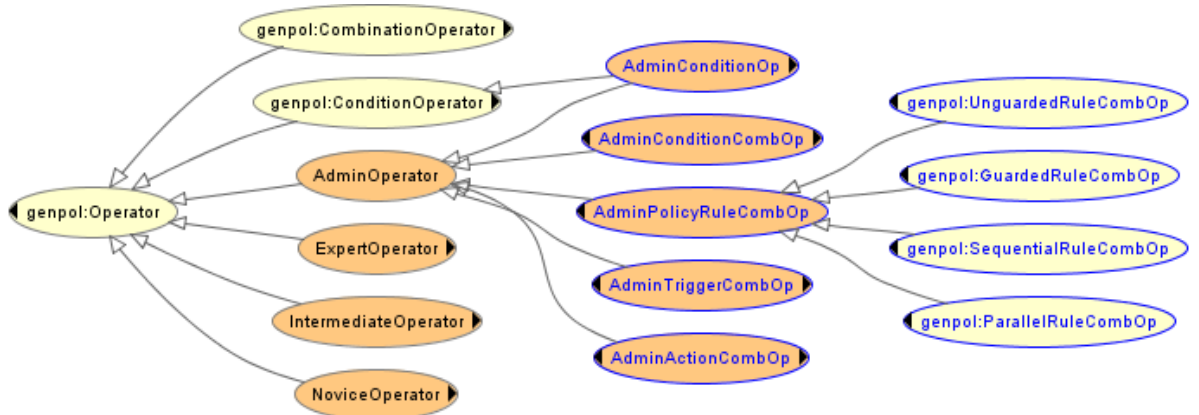 genpol:CombinationOperator
genpol:ConditionOperator
AdminConditionOp
genpol:UnguardedRuleCombOp
AdminConditionCombOp
AdminOperator
genpol:GuardedRuleCombOp
genpol:Operator
AdminPolicyRuleCombOp
ExpertOperator
genpol:SequentialRuleCombOp
AdminTriggerCombOp
IntermediateOperator
genpol:ParallelRuleCombOp
AdminActionCombOp
NoviceOperator